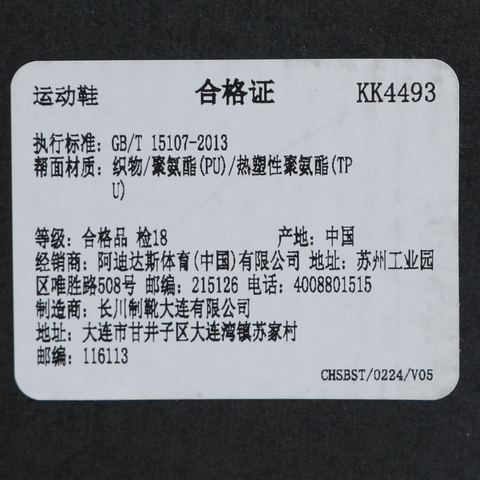 运动鞋 合格证 KK4493
执行标准: GB/T 15107-2013
帮面材质: 织物/聚氨酯(PU)/热塑性聚氨酯(TP
U)
等级: 合格品 检18 产地: 中国
经销商: 阿迪达斯体育(中国)有限公司 地址: 苏州工业园
区唯胜路508号 邮编: 215126 电话: 4008801515
制造商: 长川制靴大连有限公司
地址: 大连市甘井子区大连湾镇苏家村
邮编: 116113
CHSBST/0224/V05